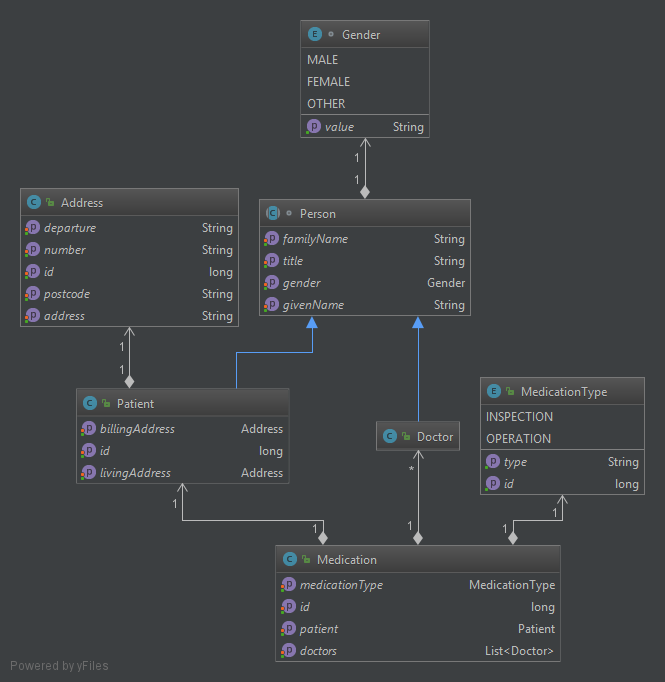 E Gender
MALE
FEMALE
OTHER
p value String
1
1
C Address
p departure String
p number String
p id long
p postcode String
p address String
C Person
p familyName String
p title String
p gender Gender
p givenName String
1
1
C Patient
p billingAddress Address
p id long
p livingAddress Address
C Doctor
E MedicationType
INSPECTION
OPERATION
p type String
p id long
1
1
*
1
1
1
C Medication
p medicationType MedicationType
p id long
p patient Patient
p doctors List<Doctor>
Powered by yFiles